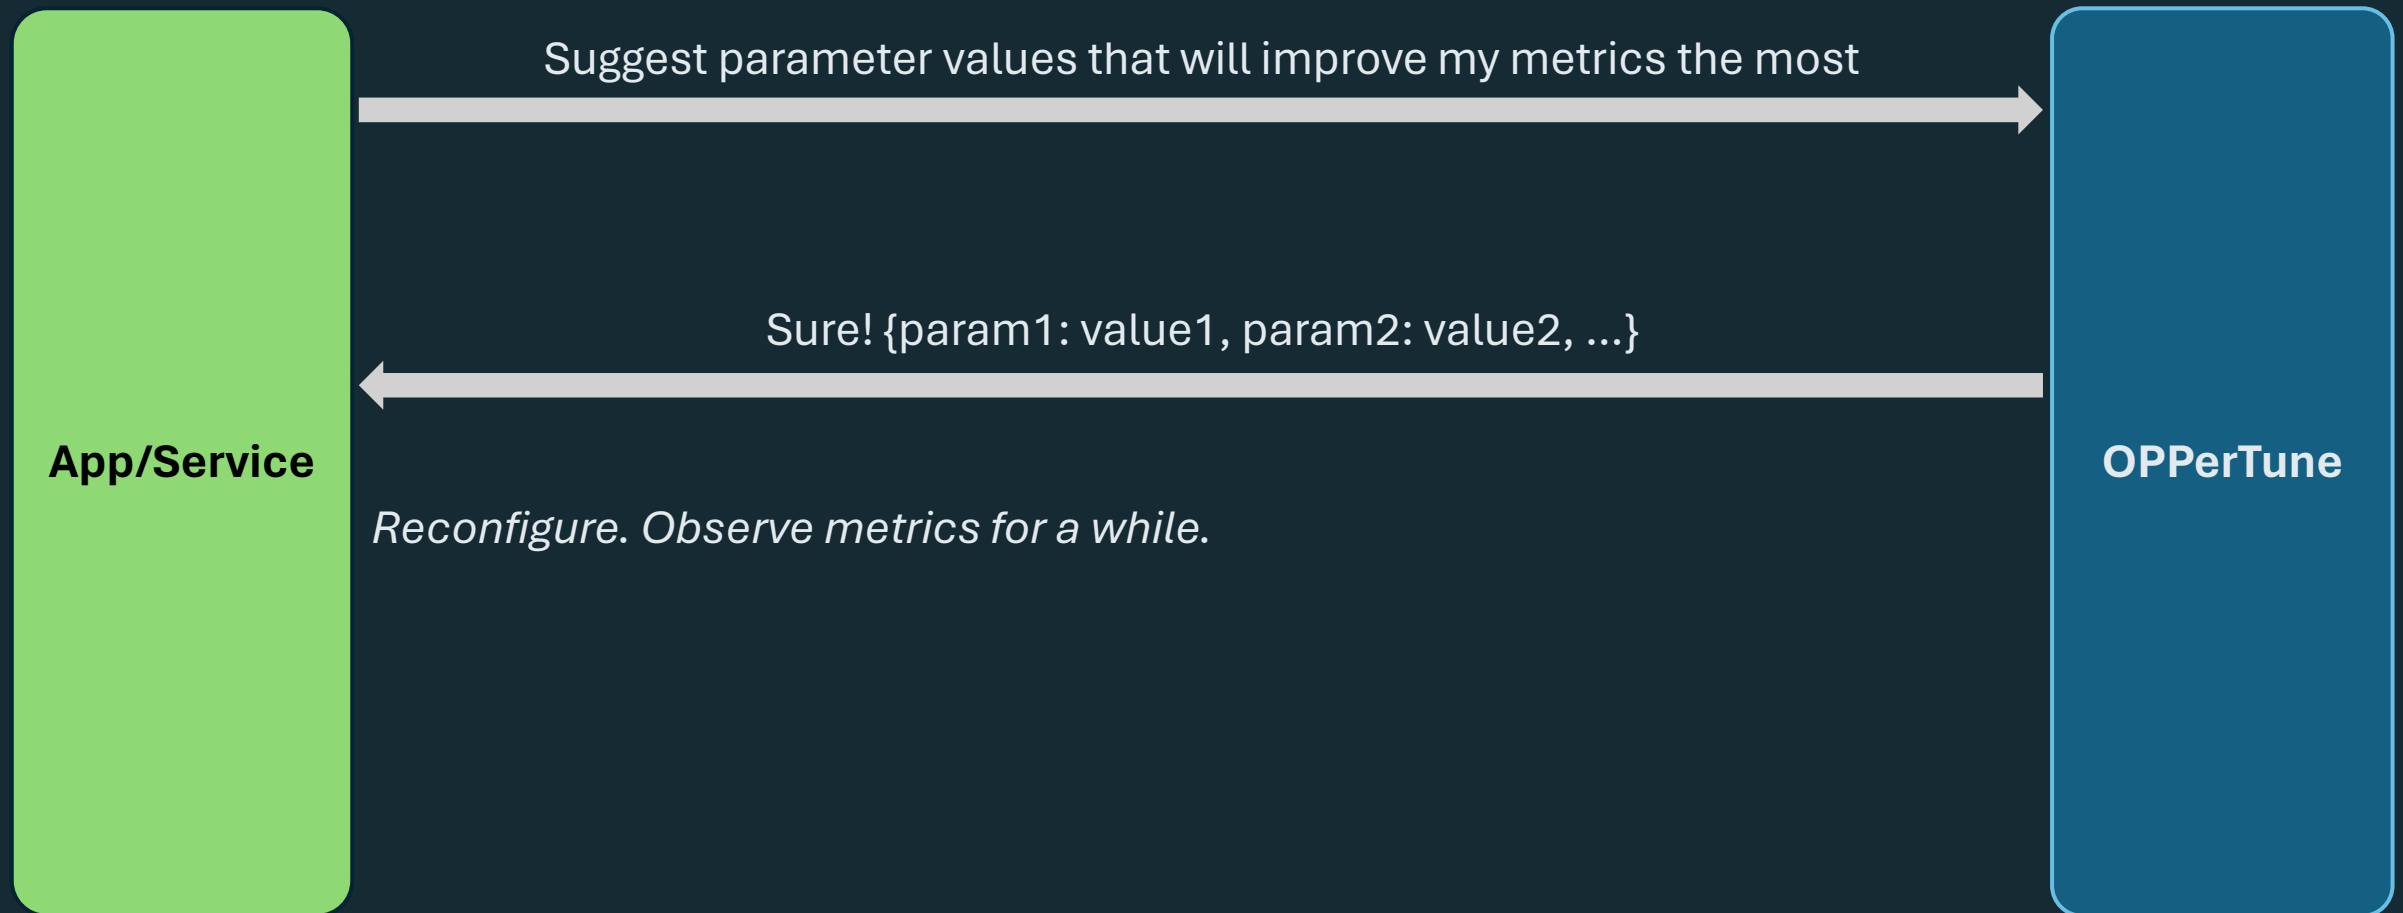 Suggest parameter values that will improve my metrics the most
Sure! {param1: value1, param2: value2, ...}
App/Service
OPPerTune
Reconfigure. Observe metrics for a while.